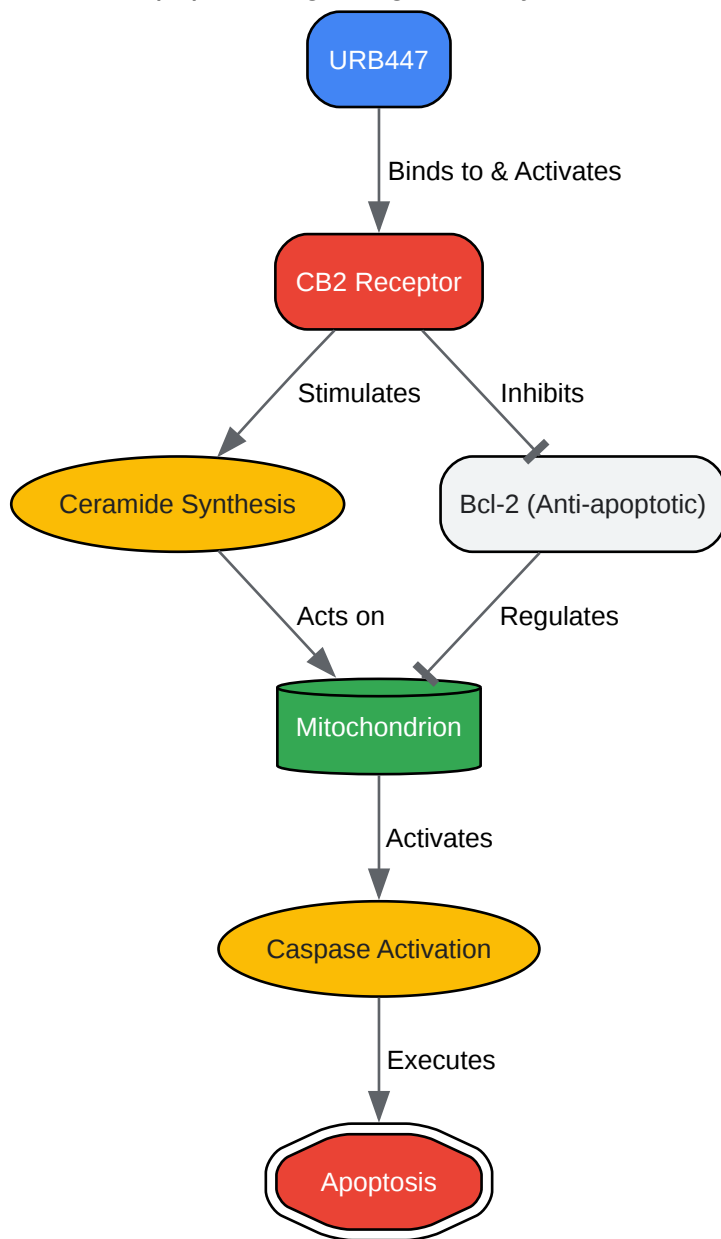 URB447
Binds to & Activates
CB2 Receptor
Stimulates
Inhibits
Ceramide Synthesis
Bcl-2 (Anti-apoptotic)
Acts on
Regulates
Mitochondrion
Activates
Caspase Activation
Executes
Apoptosis